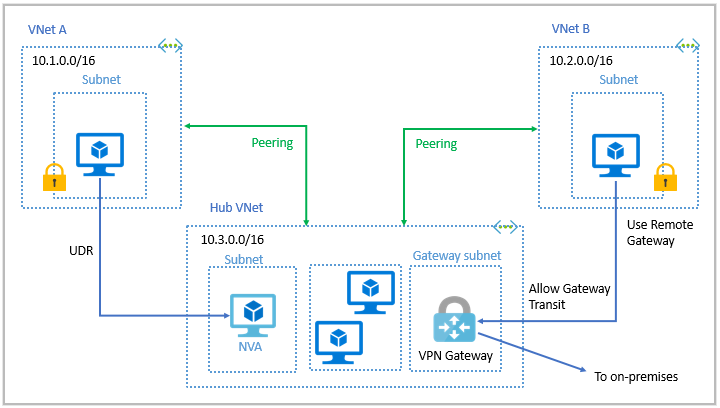 VNet A
VNet B
10.1.0.0/16
10.2.0.0/16
Subnet
Subnet
Peering
Peering
Hub VNet
Use Remote
Gateway
10.3.0.0/16
UDR
Subnet
Gateway subnet
Allow Gateway
Transit
NVA
VPN Gateway
To on-premises